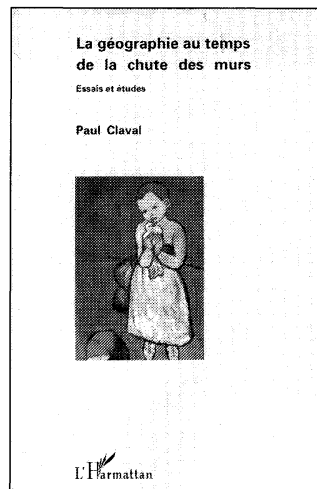 La géographie au temps
de la chute des murs
Essais et études
Paul Claval
L'Harmattan